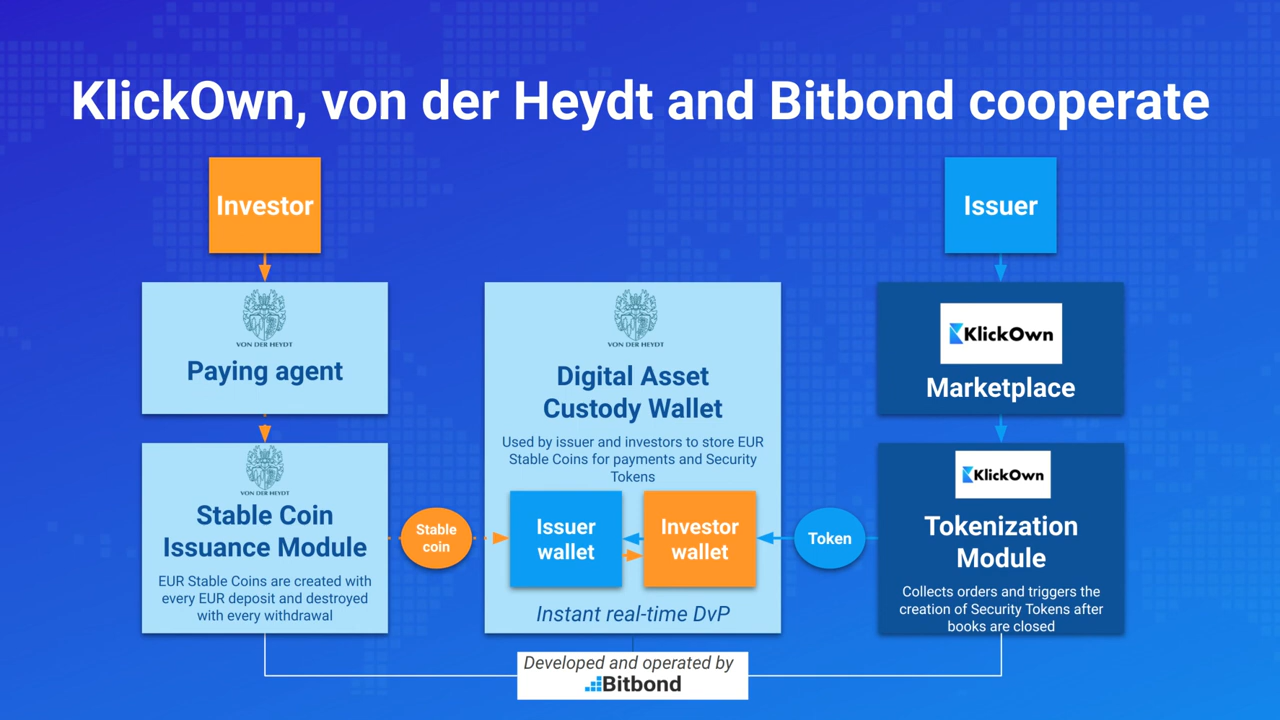 KlickOwn, von der Heydt and Bitbond cooperate
Investor
Issuer
VON DER HEYDT
Paying agent
VON DER HEYDT
Stable Coin
Issuance Module
EUR Stable Coins are created with
every EUR deposit and destroyed
with every withdrawal
Stable
coin
VON DER HEYDT
Digital Asset
Custody Wallet
Used by issuer and investors to store EUR
Stable Coins for payments and Security
Tokens
Issuer
wallet
Investor
wallet
Instant real-time DvP
Token
KlickOwn
Marketplace
KlickOwn
Tokenization
Module
Collects orders and triggers the
creation of Security Tokens after
books are closed
Developed and operated by
Bitbond